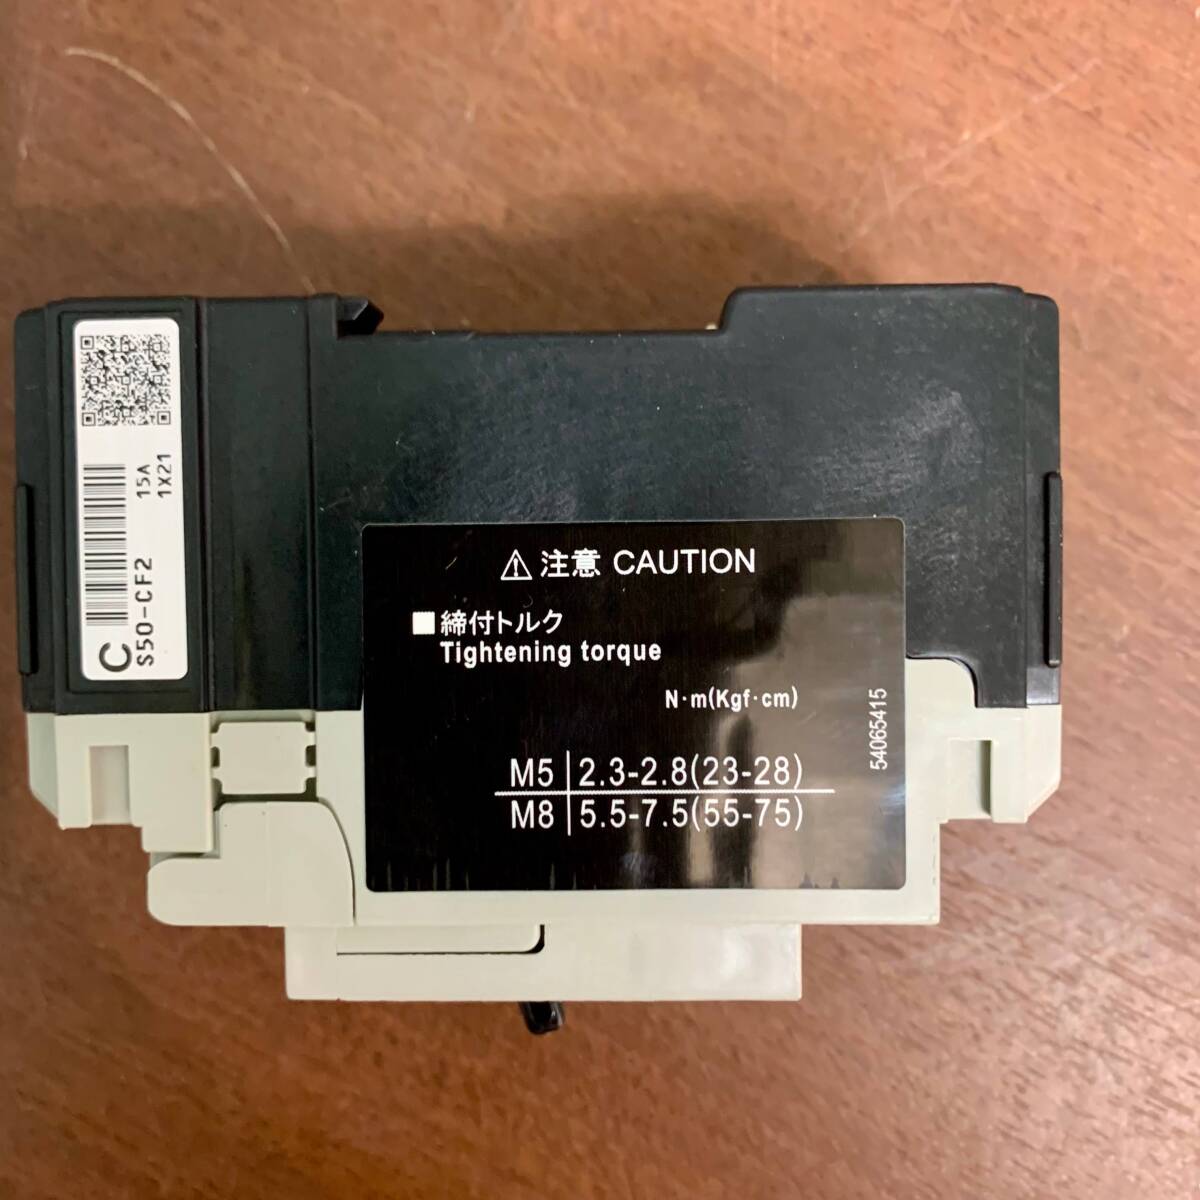 C
S50-CF2
15A
1X21
⚠ 注意 CAUTION
■締付トルク
Tightening torque
N·m(Kgf·cm)
M5 2.3-2.8(23-28)
M8 5.5-7.5(55-75)
54065415